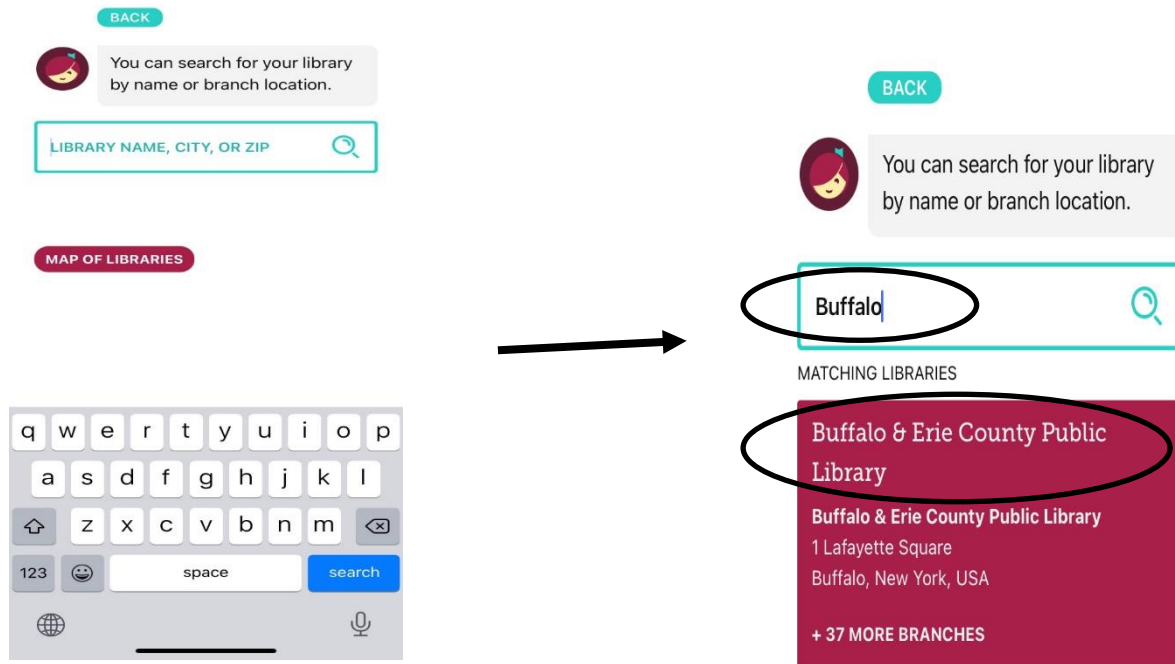 BACK
You can search for your library
by name or branch location.
LIBRARY NAME, CITY, OR ZIP
MAP OF LIBRARIES
q w e r t y u i o p
a s d f g h j k l
z x c v b n m
123 space search
BACK
You can search for your library
by name or branch location.
Buffalo
MATCHING LIBRARIES
Buffalo & Erie County Public
Library
Buffalo & Erie County Public Library
1 Lafayette Square
Buffalo, New York, USA
+ 37 MORE BRANCHES